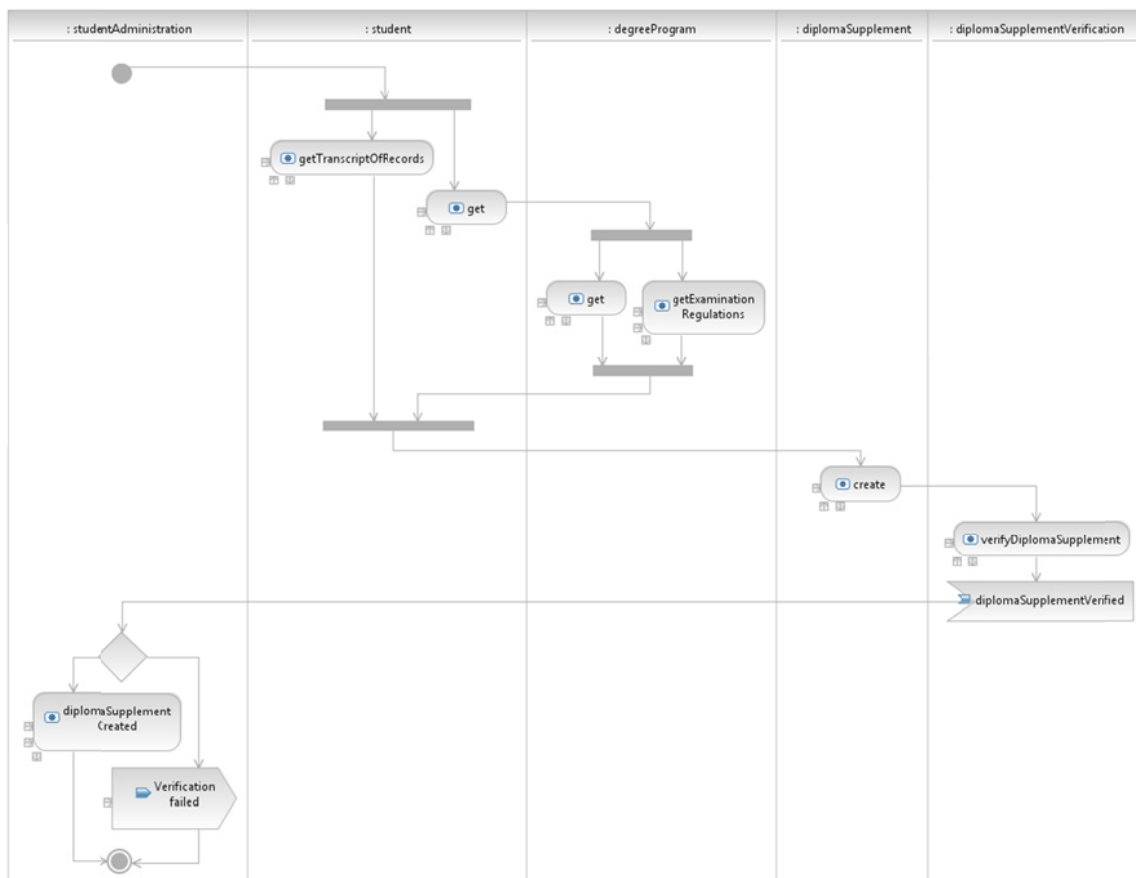 : studentAdministration
: student
: degreeProgram
: diplomaSupplement
: diplomaSupplementVerification
getTranscriptOfRecords
get
get
getExamination
Regulations
create
verifyDiplomaSupplement
diplomaSupplementVerified
diplomaSupplement
Created
Verification
failed